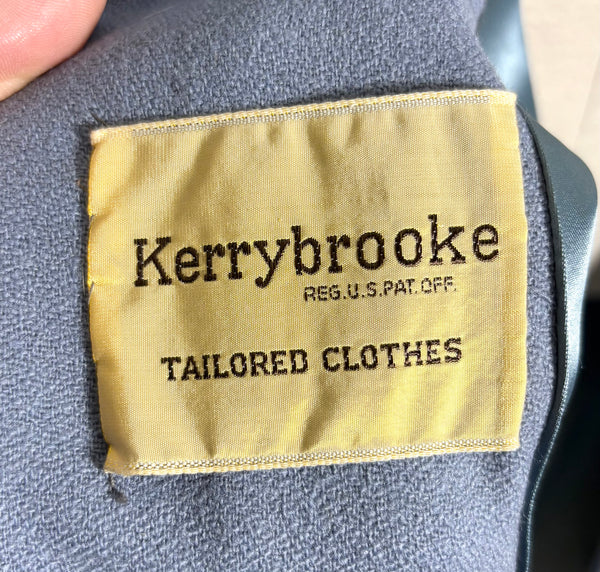 Kerrybrooke
REG.U.S.PAT.OFF.
TAILORED CLOTHES